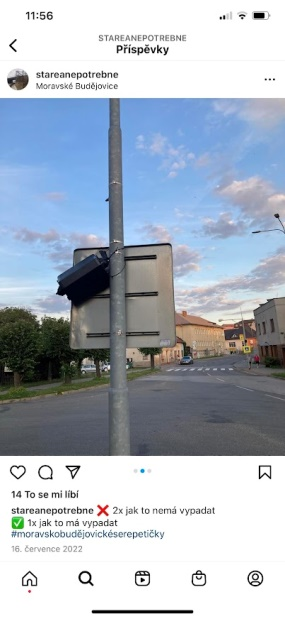 11:56
STAREANEPOTREBNE
Příspěvky
stareanepotrebne
Moravské Budějovice
14 To se mi líbí
stareanepotrebne ❌ 2x jak to nemá vypadat
✅ 1x jak to má vypadat
#moravskobudějovickéserepetičky
16. července 2022